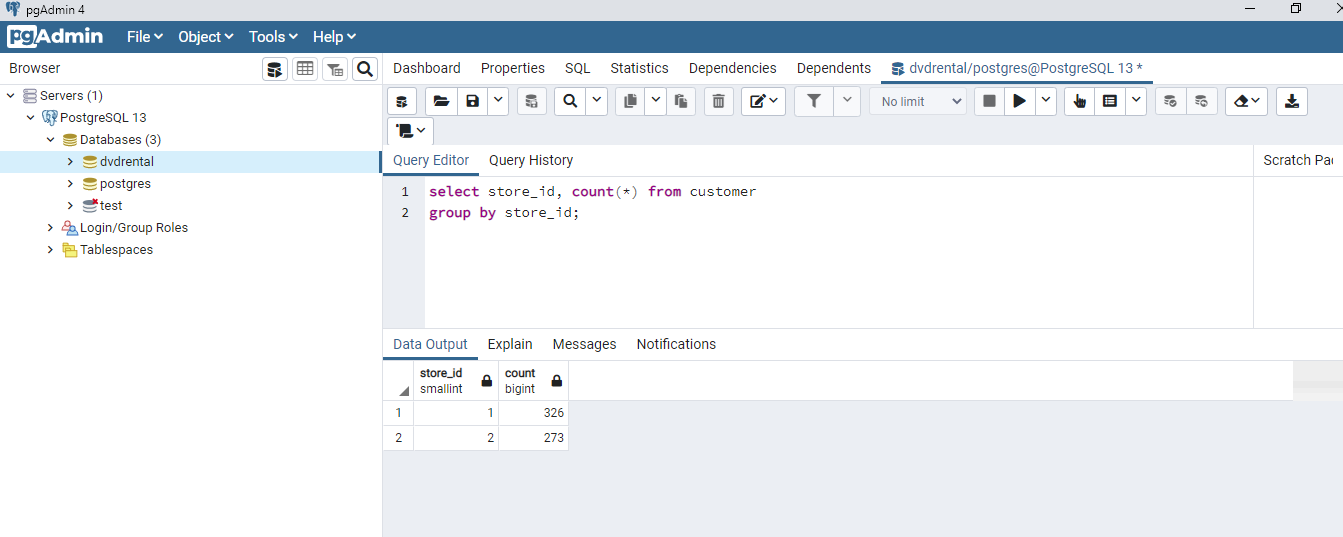 pgAdmin 4
pgAdmin File Object Tools Help
Browser
Servers (1)
PostgreSQL 13
Databases (3)
dvdrental
postgres
test
Login/Group Roles
Tablespaces
Dashboard Properties SQL Statistics Dependencies Dependents dvdrental/postgres@PostgreSQL 13 *
No limit
Query Editor Query History
Scratch Pa
1 select store_id, count(*) from customer
2 group by store_id;
Data Output Explain Messages Notifications
store_id count
smallint bigint
1 1 326
2 2 273